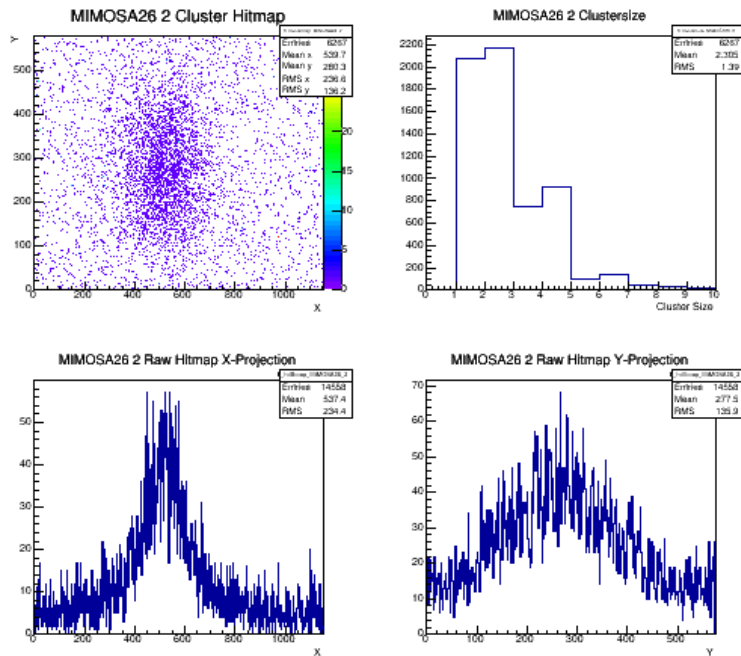 MIMOSA26 2 Cluster Hitmap
Entries 6267
Mean x 539.7
Mean y 280.3
RMS x 236.6
RMS y 136.2
Y
500
400
300
200
100
0
20
15
10
5
0
0 200 400 600 800 1000
X
MIMOSA26 2 Clustersize
Entries 6267
Mean 2.305
RMS 1.39
2200
2000
1800
1600
1400
1200
1000
800
600
400
200
0
0 1 2 3 4 5 6 7 8 9 10
Cluster Size
MIMOSA26 2 Raw Hitmap X-Projection
Entries 14558
Mean 537.4
RMS 234.4
60
50
40
30
20
10
0
0 200 400 600 800 1000
X
MIMOSA26 2 Raw Hitmap Y-Projection
Entries 14558
Mean 277.5
RMS 135.9
70
60
50
40
30
20
10
0
0 100 200 300 400 500
Y